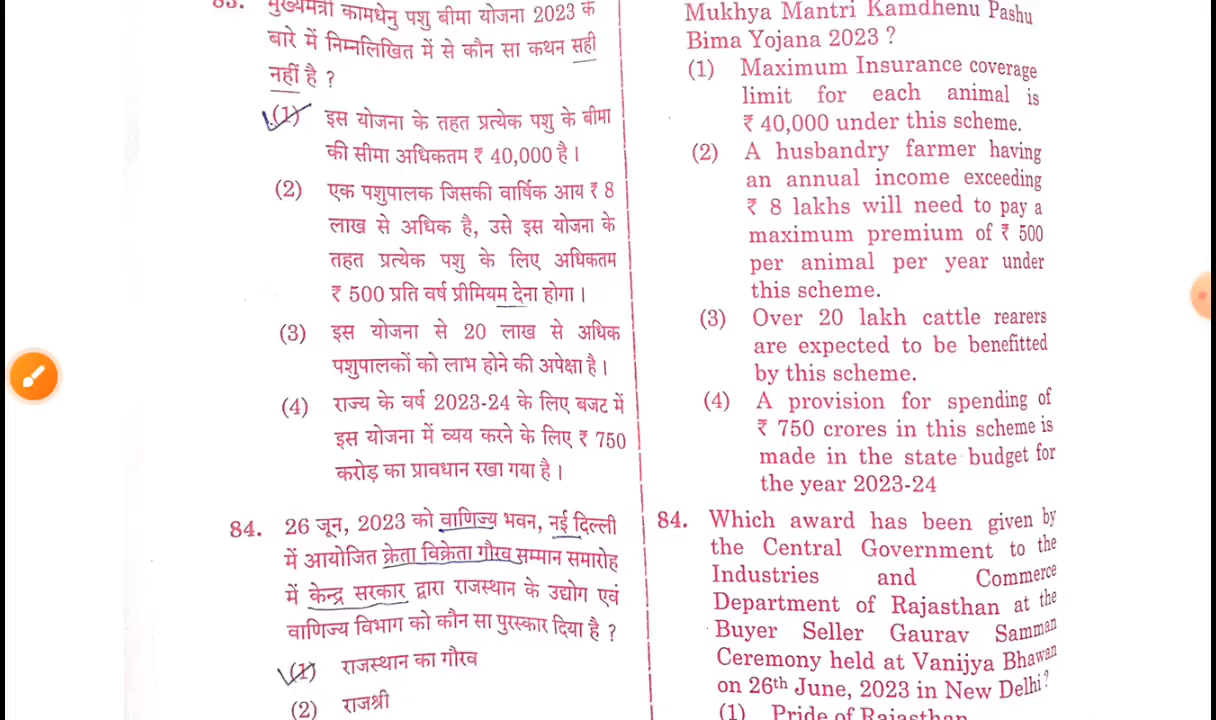 83. मुख्यमंत्री कामधेनु पशु बीमा योजना 2023 के
बारे में निम्नलिखित में से कौन सा कथन सही
नहीं है ?
(1) इस योजना के तहत प्रत्येक पशु के बीमा
की सीमा अधिकतम ₹ 40,000 है।
(2) एक पशुपालक जिसकी वार्षिक आय ₹ 8
लाख से अधिक है, उसे इस योजना के
तहत प्रत्येक पशु के लिए अधिकतम
₹ 500 प्रति वर्ष प्रीमियम देना होगा।
(3) इस योजना से 20 लाख से अधिक
पशुपालकों को लाभ होने की अपेक्षा है।
(4) राज्य के वर्ष 2023-24 के लिए बजट में
इस योजना में व्यय करने के लिए ₹ 750
करोड़ का प्रावधान रखा गया है।
84. 26 जून, 2023 को वाणिज्य भवन, नई दिल्ली
में आयोजित क्रेता विक्रेता गौरव सम्मान समारोह
में केन्द्र सरकार द्वारा राजस्थान के उद्योग एवं
वाणिज्य विभाग को कौन सा पुरस्कार दिया है ?
(1) राजस्थान का गौरव
(2) राजश्री
Mukhya Mantri Kamdhenu Pashu
Bima Yojana 2023 ?
(1) Maximum Insurance coverage
limit for each animal is
₹ 40,000 under this scheme.
(2) A husbandry farmer having
an annual income exceeding
₹ 8 lakhs will need to pay a
maximum premium of ₹ 500
per animal per year under
this scheme.
(3) Over 20 lakh cattle rearers
are expected to be benefitted
by this scheme.
(4) A provision for spending of
₹ 750 crores in this scheme is
made in the state budget for
the year 2023-24
84. Which award has been given by
the Central Government to the
Industries and Commerce
Department of Rajasthan at the
Buyer Seller Gaurav Samman
Ceremony held at Vanijya Bhawan
on 26th June, 2023 in New Delhi?
(1) Pride of Rajasthan